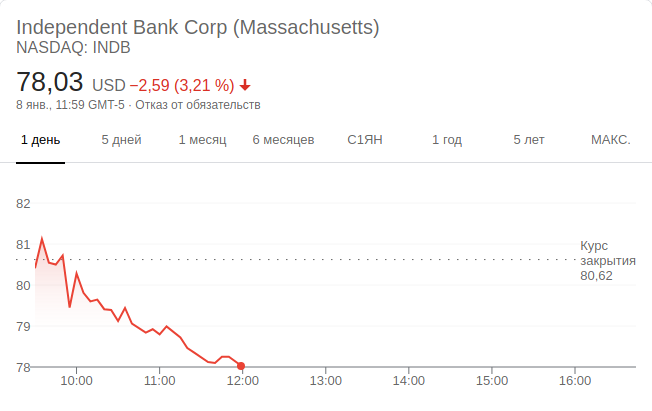 Independent Bank Corp (Massachusetts)
NASDAQ: INDB
78,03 USD −2,59 (3,21 %)
8 янв., 11:59 GMT-5 · Отказ от обязательств
1 день 5 дней 1 месяц 6 месяцев С1ЯН 1 год 5 лет МАКС.
82
81
80
79
78
Курс
закрытия
80,62
10:00 11:00 12:00 13:00 14:00 15:00 16:00